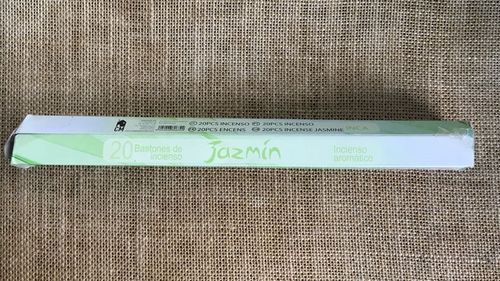 20PCS INCENSO 20PCS INCENSO
20PCS ENCENS 20PCS INCENSE JASMINE
20 Bastones de incienso
Jazmín
Incienso aromático